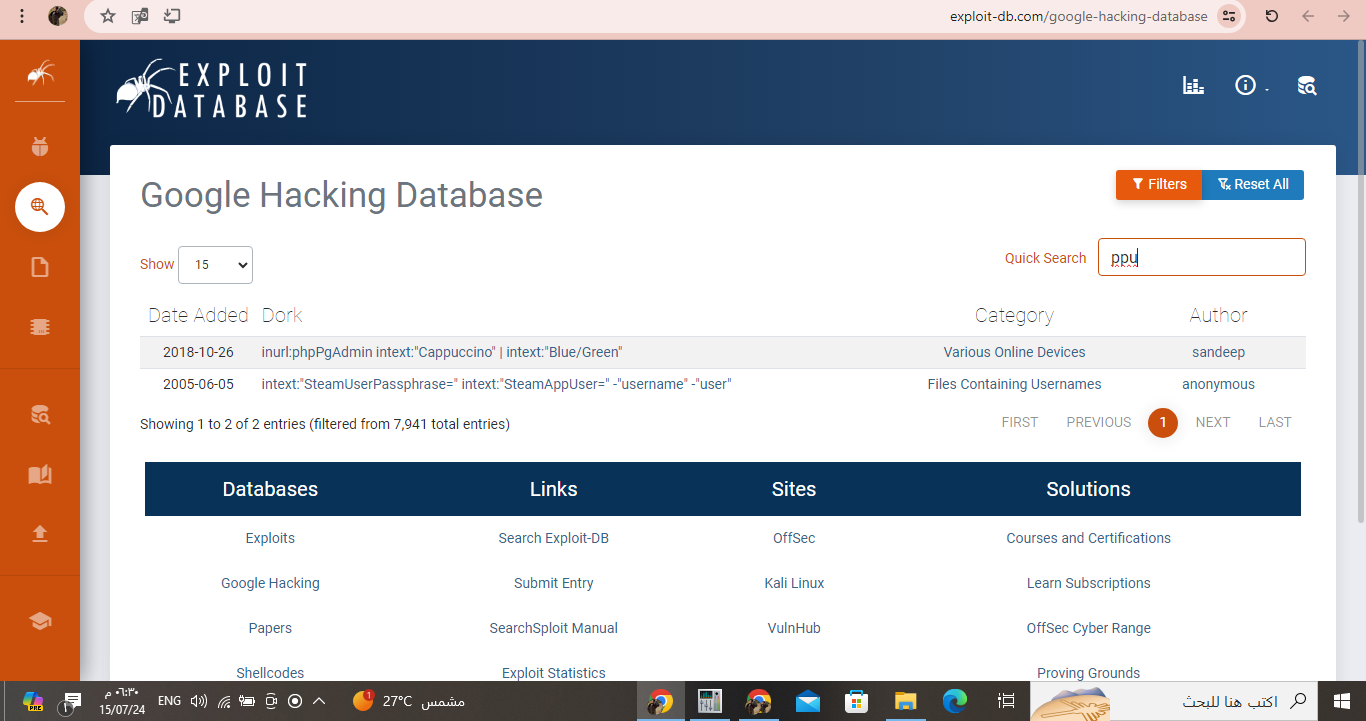 exploit-db.com/google-hacking-database
EXPLOIT
DATABASE
Google Hacking Database
Filters
Reset All
Show 15
Quick Search ppu
Date Added Dork Category Author
2018-10-26 inurl:phpPgAdmin intext:"Cappuccino" | intext:"Blue/Green" Various Online Devices sandeep
2005-06-05 intext:"SteamUserPassphrase=" intext:"SteamAppUser=" -"username" -"user" Files Containing Usernames anonymous
Showing 1 to 2 of 2 entries (filtered from 7,941 total entries)
FIRST PREVIOUS 1 NEXT LAST
Databases Links Sites Solutions
Exploits Search Exploit-DB OffSec Courses and Certifications
Google Hacking Submit Entry Kali Linux Learn Subscriptions
Papers SearchSploit Manual VulnHub OffSec Cyber Range
Shellcodes Exploit Statistics Proving Grounds
PRE
1
٠٦:٣٠ م
15/07/24
ENG
1
27°C مشمس
اكتب هنا للبحث